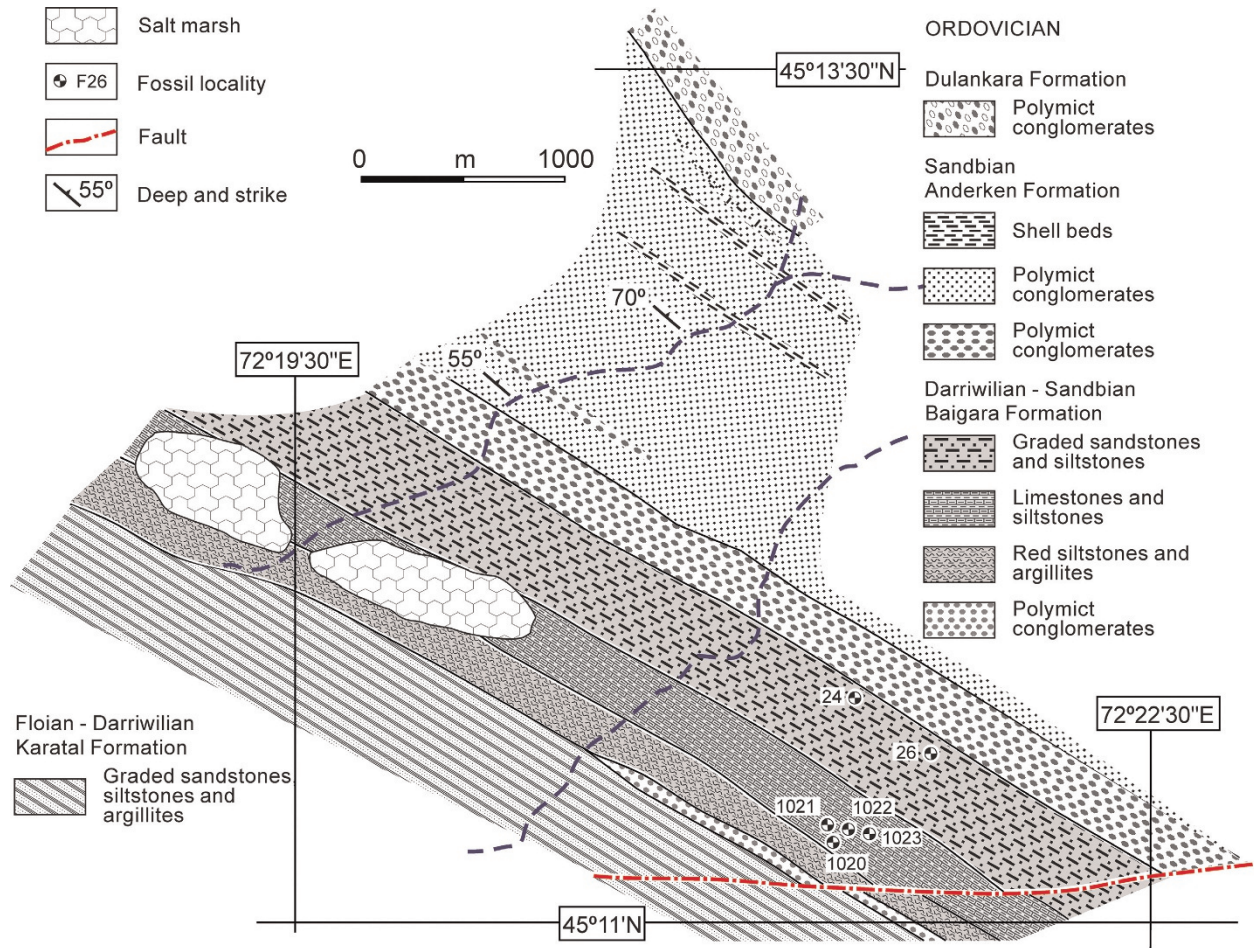 Salt marsh
F26
Fossil locality
Fault
55º
Deep and strike
0 m 1000
45º13'30"N
ORDOVICIAN
Dulankara Formation
Polymict
conglomerates
Sandbian
Anderken Formation
Shell beds
Polymict
conglomerates
Polymict
conglomerates
Darriwilian - Sandbian
Baigara Formation
Graded sandstones
and siltstones
Limestones and
siltstones
Red siltstones and
argillites
Polymict
conglomerates
70º
72º19'30"E
55º
24
26
72º22'30"E
1021
1022
1023
1020
Floian - Darriwilian
Karatal Formation
Graded sandstones,
siltstones and
argillites
45º11'N